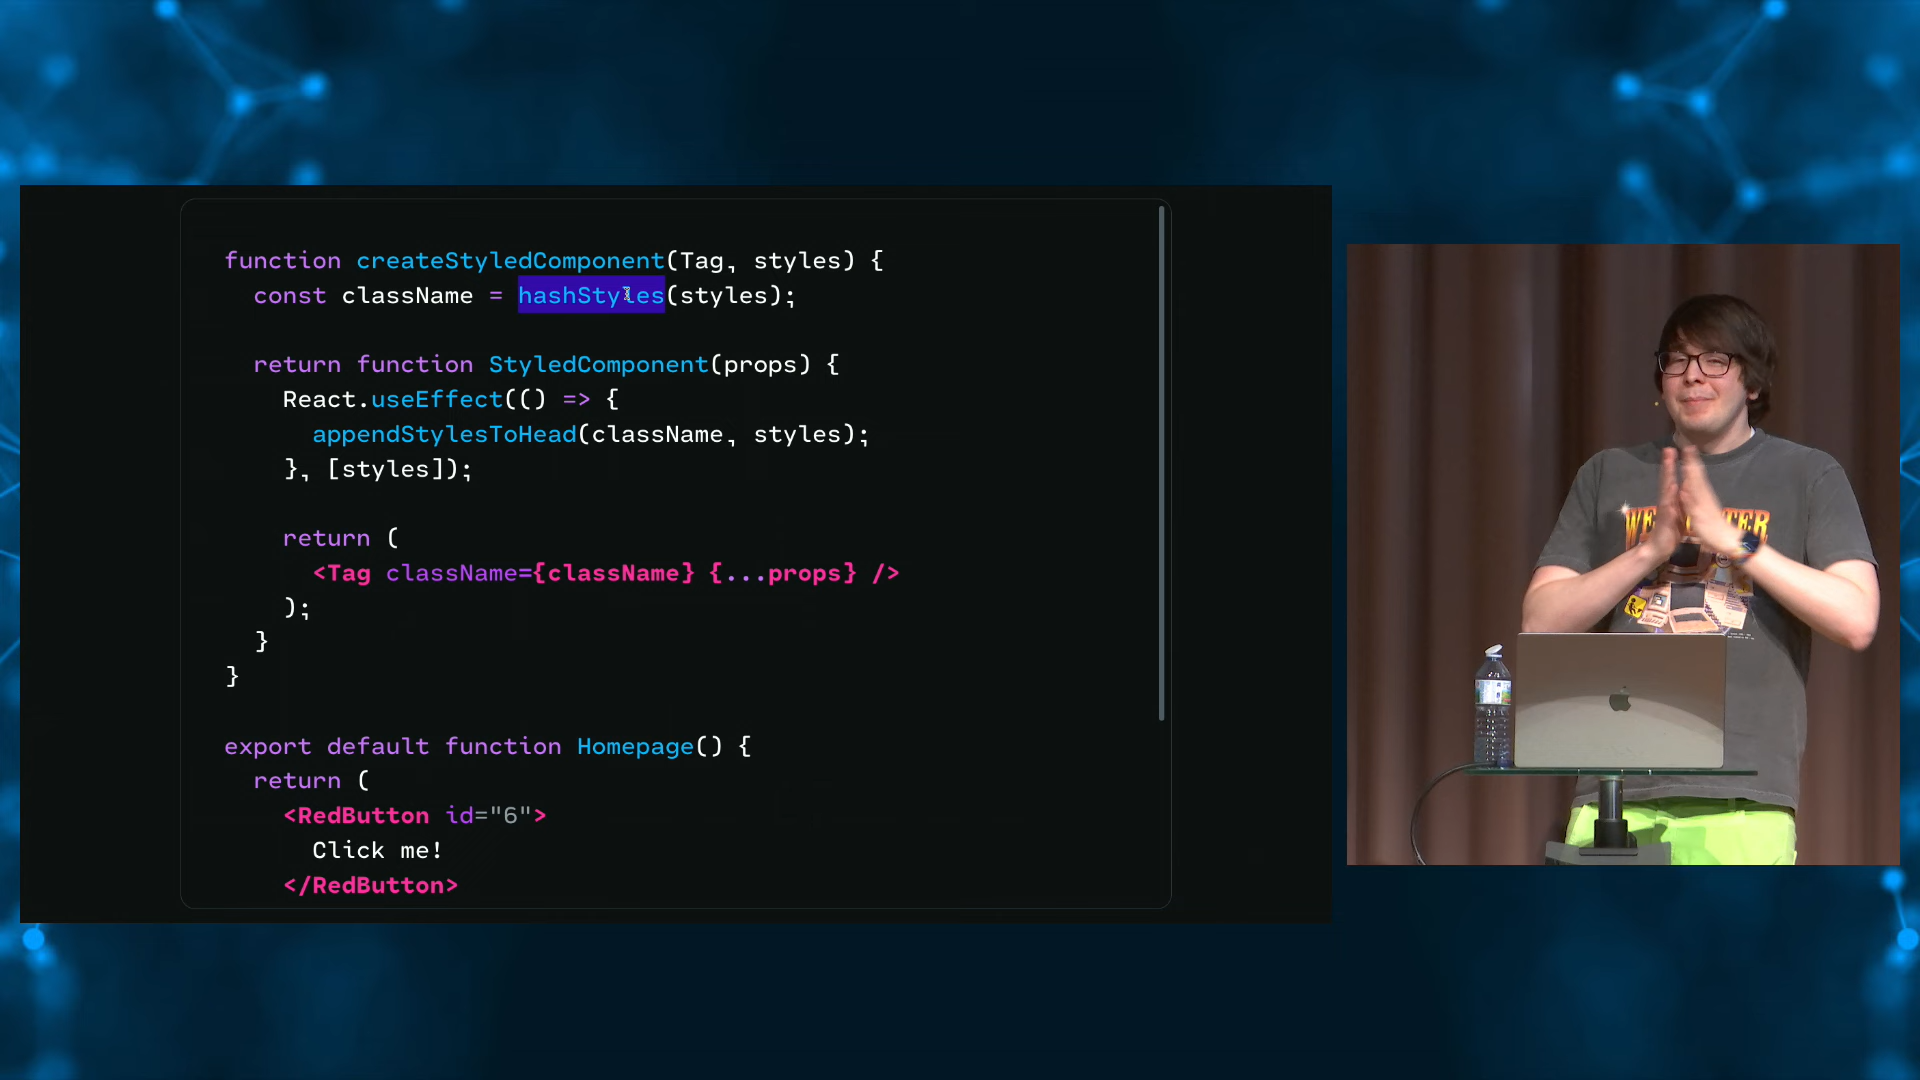 function createStyledComponent(Tag, styles) {
const className = hashStyles(styles);
return function StyledComponent(props) {
React.useEffect(() => {
appendStylesToHead(className, styles);
}, [styles]);
return (
<Tag className={className} {...props} />
);
}
}
export default function Homepage() {
return (
<RedButton id="6">
Click me!
</RedButton>